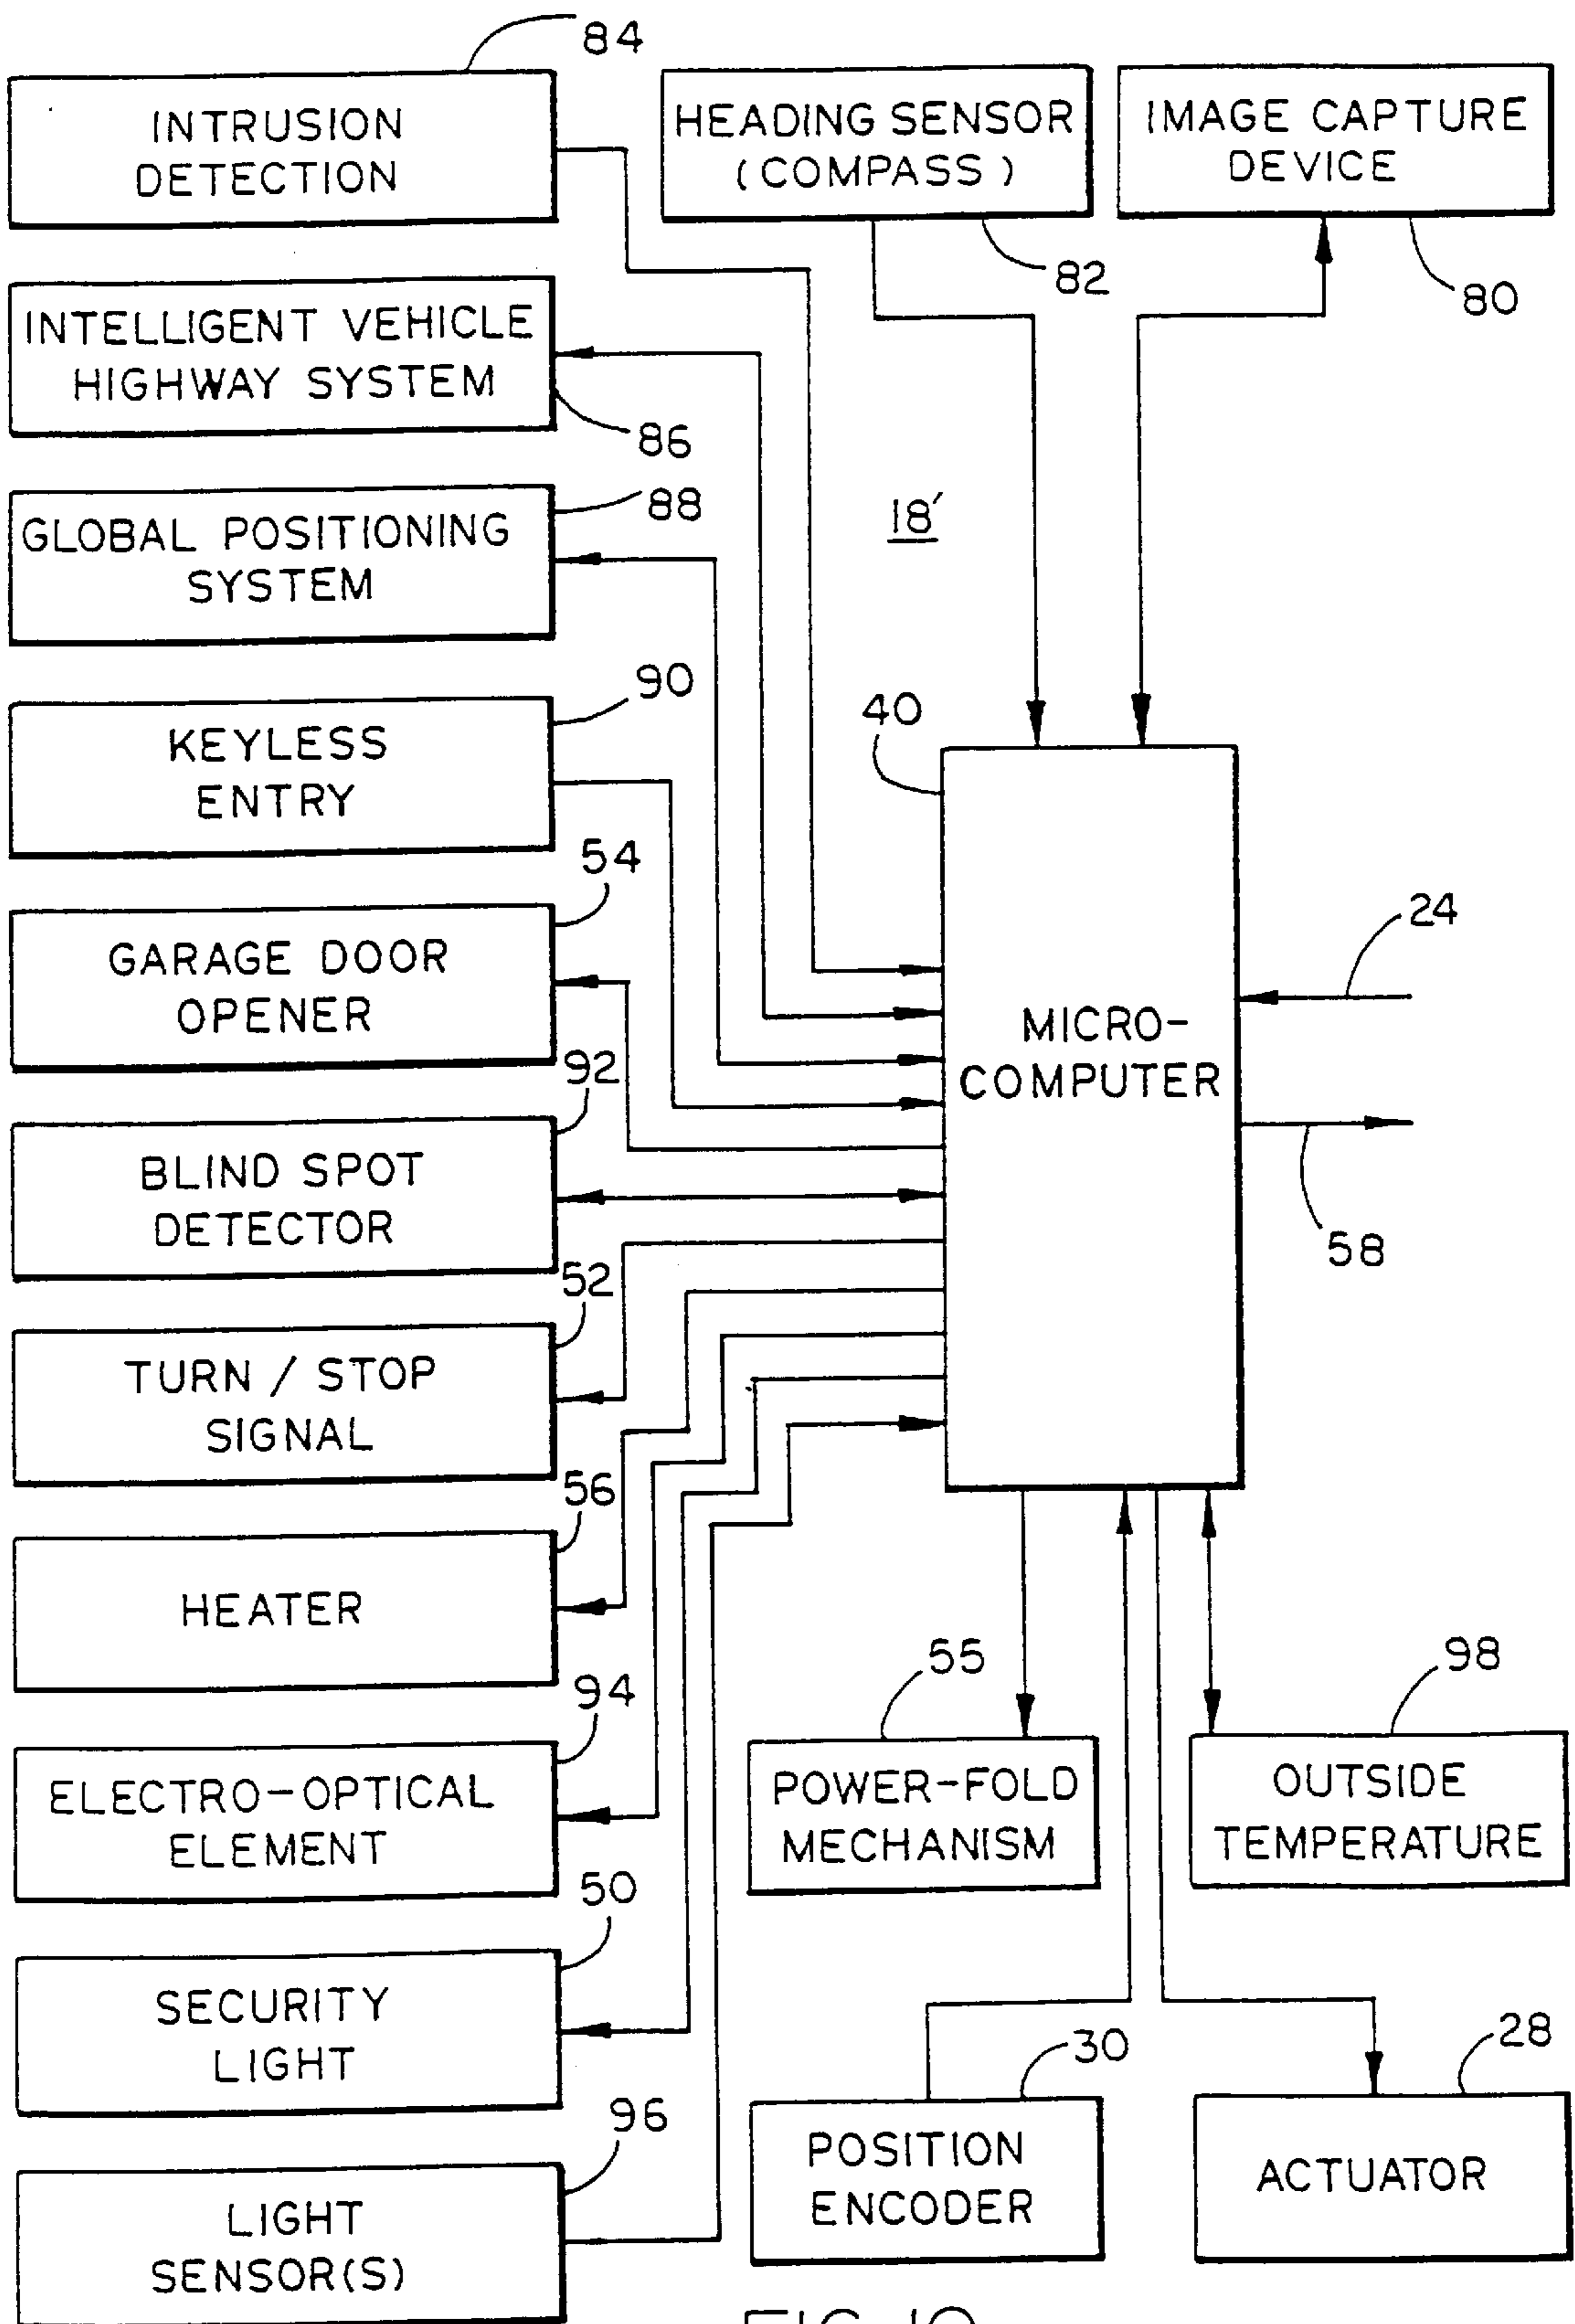 84
INTRUSION
DETECTION
HEADING SENSOR
( COMPASS )
82
IMAGE CAPTURE
DEVICE
80
INTELLIGENT VEHICLE
HIGHWAY SYSTEM
86
88
GLOBAL POSITIONING
SYSTEM
18'
90
KEYLESS
ENTRY
40
54
GARAGE DOOR
OPENER
24
MICRO-
COMPUTER
92
BLIND SPOT
DETECTOR
58
52
TURN / STOP
SIGNAL
56
HEATER
55
POWER-FOLD
MECHANISM
98
OUTSIDE
TEMPERATURE
94
ELECTRO-OPTICAL
ELEMENT
50
SECURITY
LIGHT
30
POSITION
ENCODER
28
ACTUATOR
96
LIGHT
SENSOR(S)